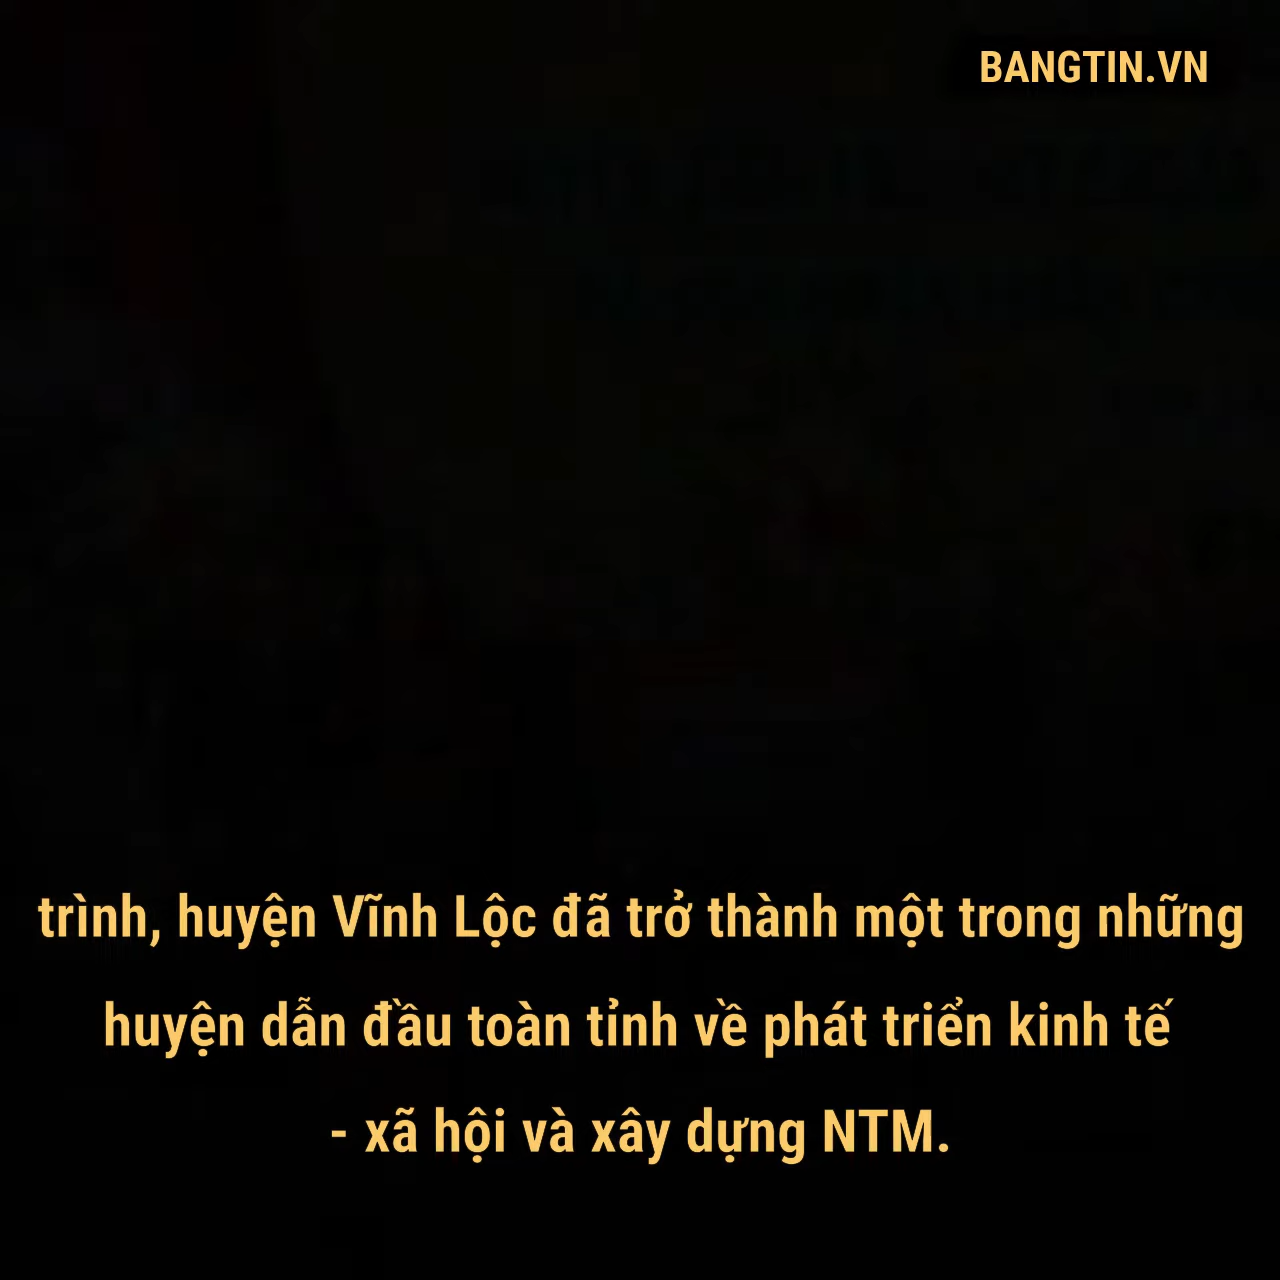 BANGTIN.VN
trình, huyện Vĩnh Lộc đã trở thành một trong những
huyện dẫn đầu toàn tỉnh về phát triển kinh tế
- xã hội và xây dựng NTM.